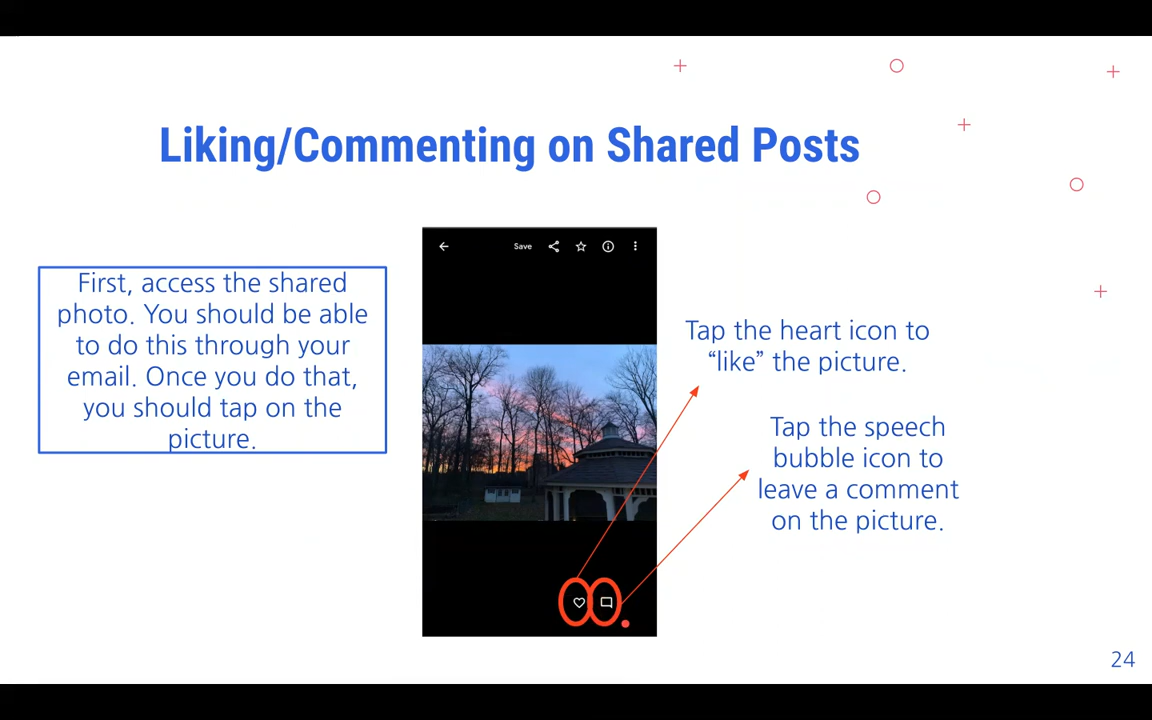 Liking/Commenting on Shared Posts
First, access the shared
photo. You should be able
to do this through your
email. Once you do that,
you should tap on the
picture.
Save
Tap the heart icon to
“like” the picture.
Tap the speech
bubble icon to
leave a comment
on the picture.
24